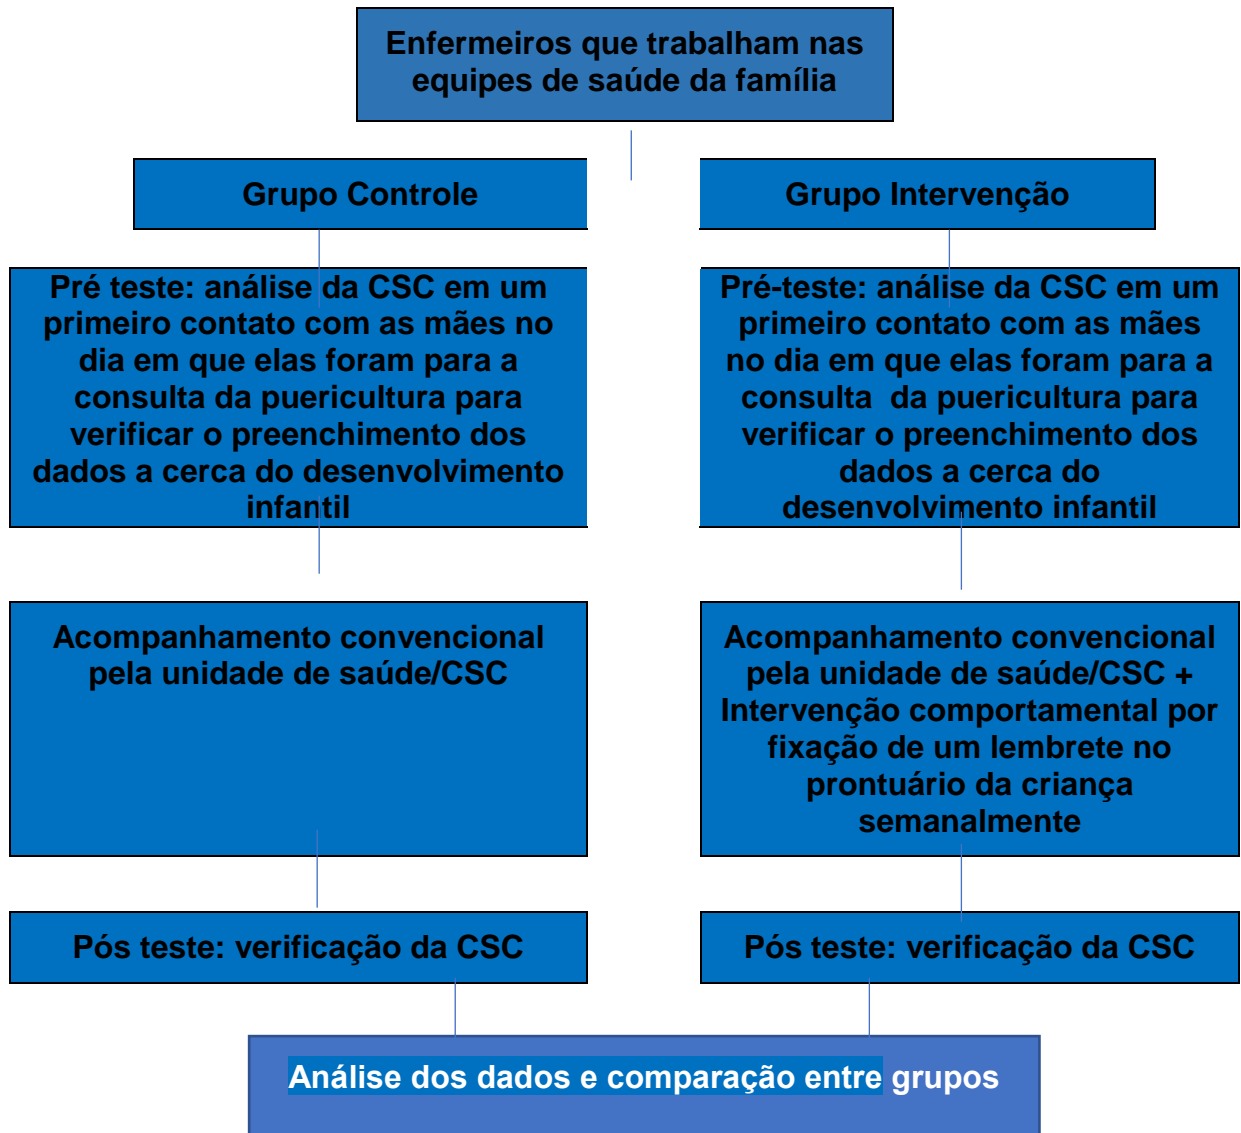 Enfermeiros que trabalham nas
equipes de saúde da família
Grupo Controle
Grupo Intervenção
Pré teste: análise da CSC em um
primeiro contato com as mães no
dia em que elas foram para a
consulta da puericultura para
verificar o preenchimento dos
dados a cerca do desenvolvimento
infantil
Pré-teste: análise da CSC em um
primeiro contato com as mães
no dia em que elas foram para a
consulta da puericultura para
verificar o preenchimento dos
dados a cerca do
desenvolvimento infantil
Acompanhamento convencional
pela unidade de saúde/CSC
Acompanhamento convencional
pela unidade de saúde/CSC +
Intervenção comportamental por
fixação de um lembrete no
prontuário da criança
semanalmente
Pós teste: verificação da CSC
Pós teste: verificação da CSC
Análise dos dados e comparação entre grupos